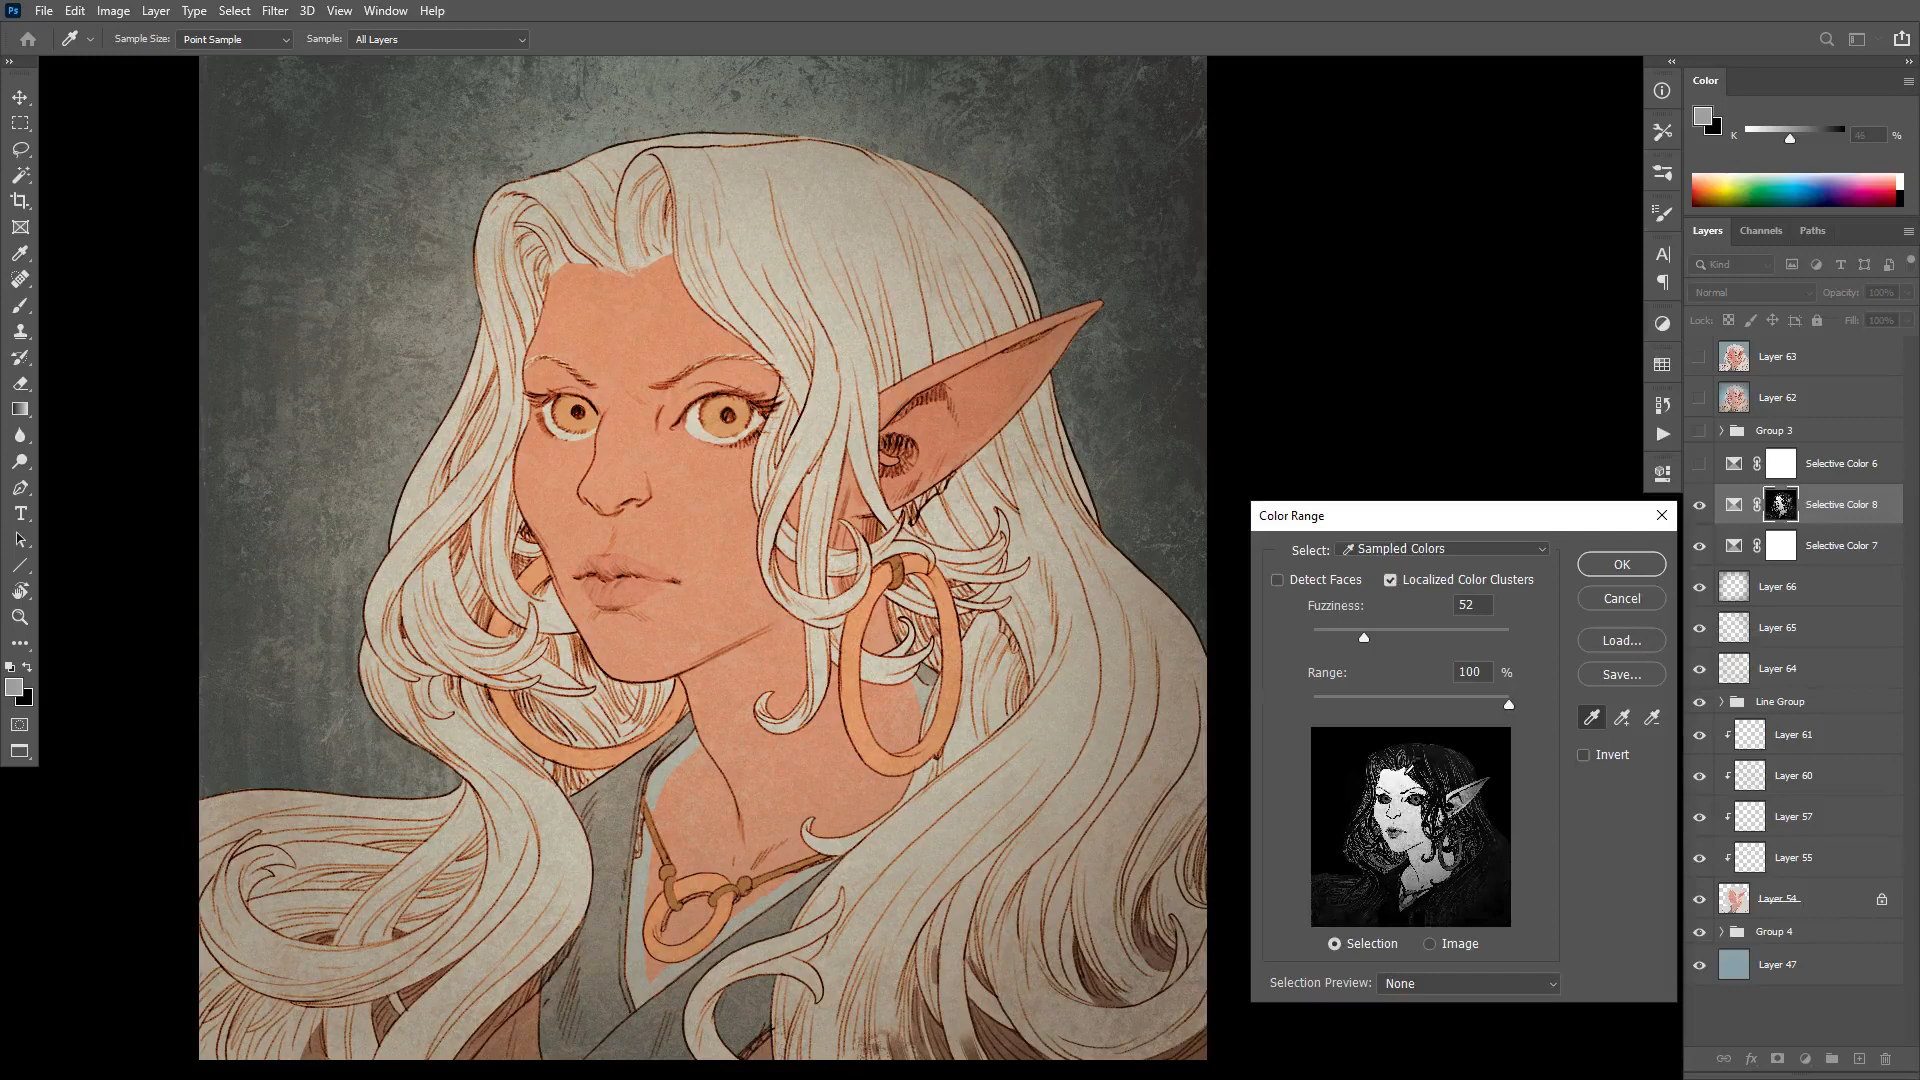 Ps File Edit Image Layer Type Select Filter 3D View Window Help
Sample Size: Point Sample Sample: All Layers
Color
K 46 %
Layers Channels Paths
Kind
Normal Opacity: 100%
Lock: Fill: 100%
Layer 63
Layer 62
Group 3
Selective Color 6
Selective Color 8
Selective Color 7
Layer 66
Layer 65
Layer 64
Line Group
Layer 61
Layer 60
Layer 57
Layer 55
Layer 54
Group 4
Layer 47
Color Range
Select: Sampled Colors
OK
Detect Faces Localized Color Clusters
Cancel
Fuzziness: 52
Load...
Range: 100 %
Save...
Invert
Selection Image
Selection Preview: None